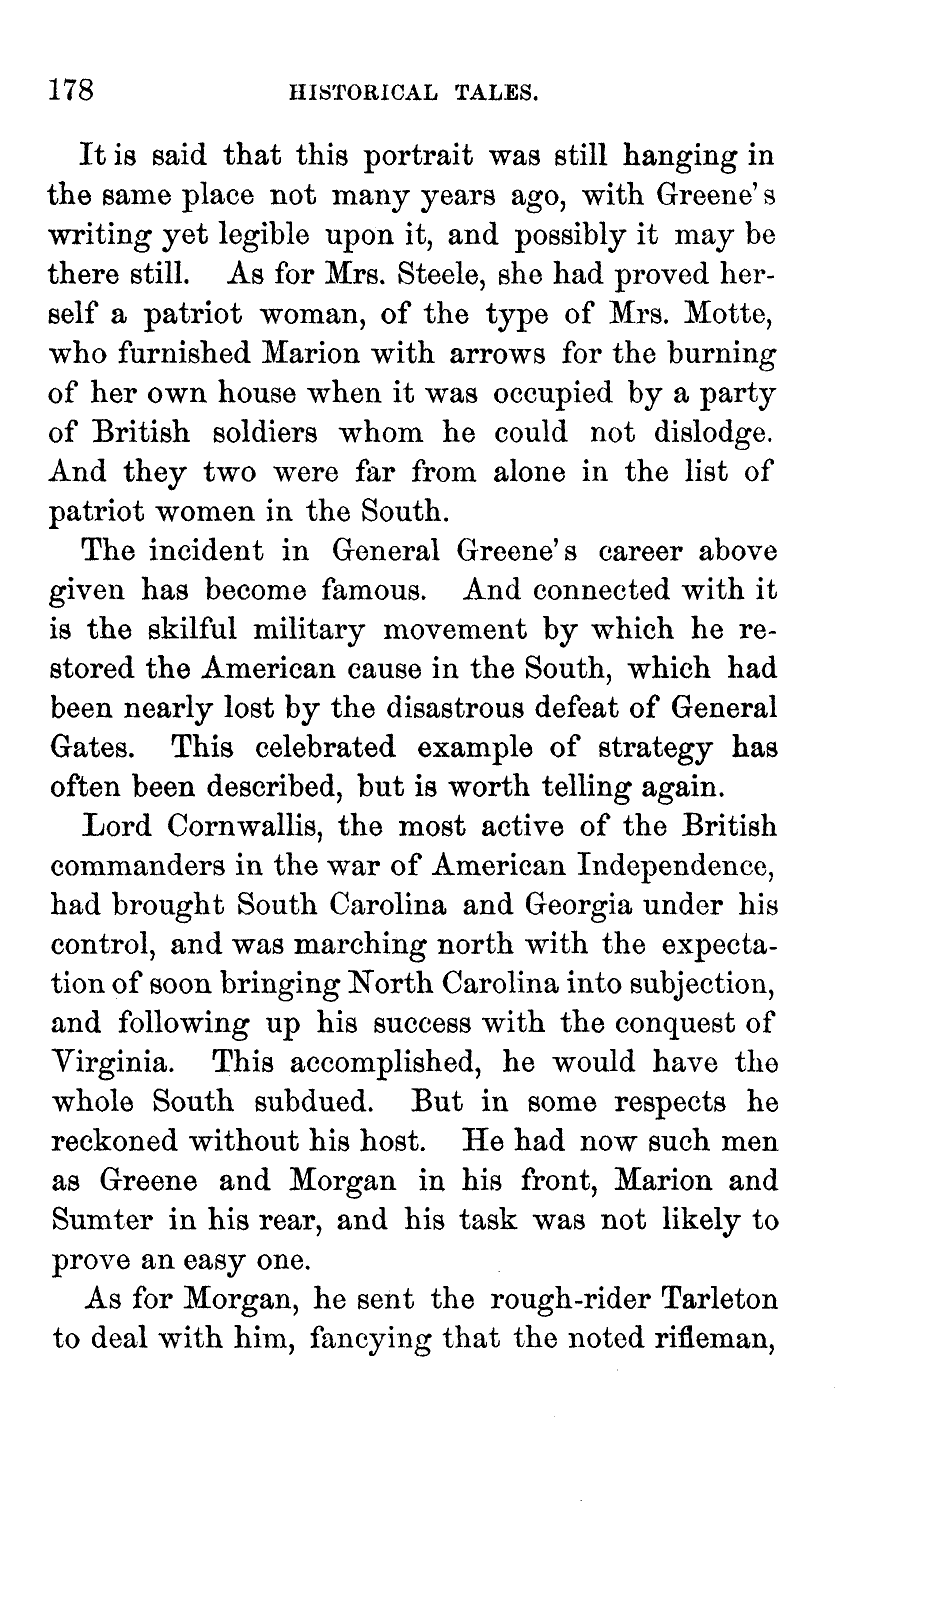 178 HISTORICAL TALES.
It is said that this portrait was still hanging in
the same place not many years ago, with Greene's
writing yet legible upon it, and possibly it may be
there still. As for Mrs. Steele, she had proved her-
self a patriot woman, of the type of Mrs. Motte,
who furnished Marion with arrows for the burning
of her own house when it was occupied by a party
of British soldiers whom he could not dislodge.
And they two were far from alone in the list of
patriot women in the South.
The incident in General Greene's career above
given has become famous. And connected with it
is the skilful military movement by which he re-
stored the American cause in the South, which had
been nearly lost by the disastrous defeat of General
Gates. This celebrated example of strategy has
often been described, but is worth telling again.
Lord Cornwallis, the most active of the British
commanders in the war of American Independence,
had brought South Carolina and Georgia under his
control, and was marching north with the expecta-
tion of soon bringing North Carolina into subjection,
and following up his success with the conquest of
Virginia. This accomplished, he would have the
whole South subdued. But in some respects he
reckoned without his host. He had now such men
as Greene and Morgan in his front, Marion and
Sumter in his rear, and his task was not likely to
prove an easy one.
As for Morgan, he sent the rough-rider Tarleton
to deal with him, fancying that the noted rifleman,